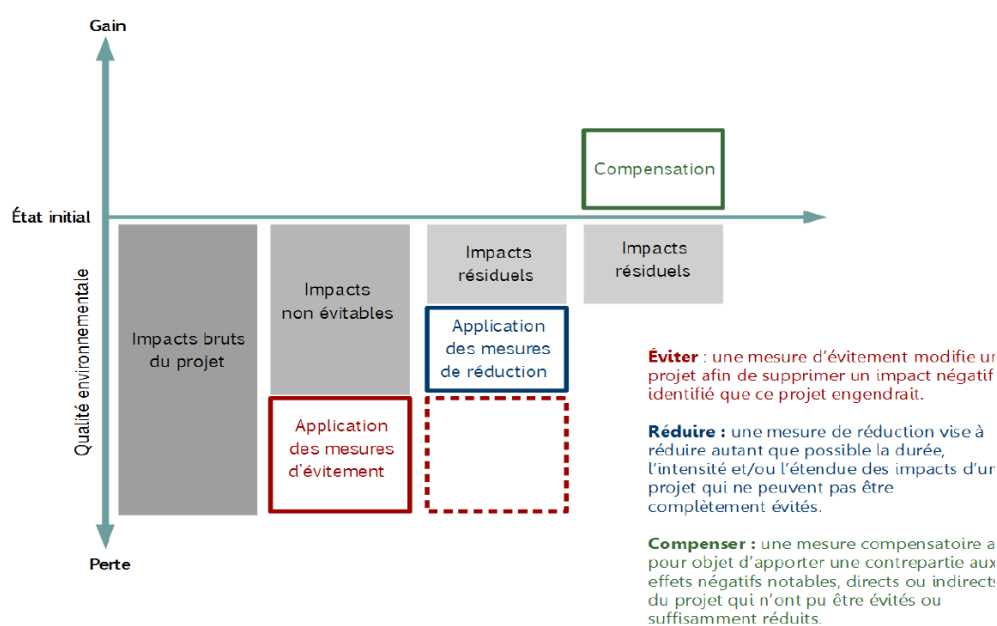 Gain
Compensation
État initial
Impacts
résiduels
Impacts
résiduels
Impacts
non évitables
Qualité environnementale
Impacts bruts
du projet
Application
des mesures
de réduction
Application
des mesures
d'évitement
Perte
Éviter : une mesure d'évitement modifie un
projet afin de supprimer un impact négatif
identifié que ce projet engendrait.
Réduire : une mesure de réduction vise à
réduire autant que possible la durée,
l'intensité et/ou l'étendue des impacts d'un
projet qui ne peuvent pas être
complètement évités.
Compenser : une mesure compensatoire a
pour objet d'apporter une contrepartie aux
effets négatifs notables, directs ou indirects
du projet qui n'ont pu être évités ou
suffisamment réduits.